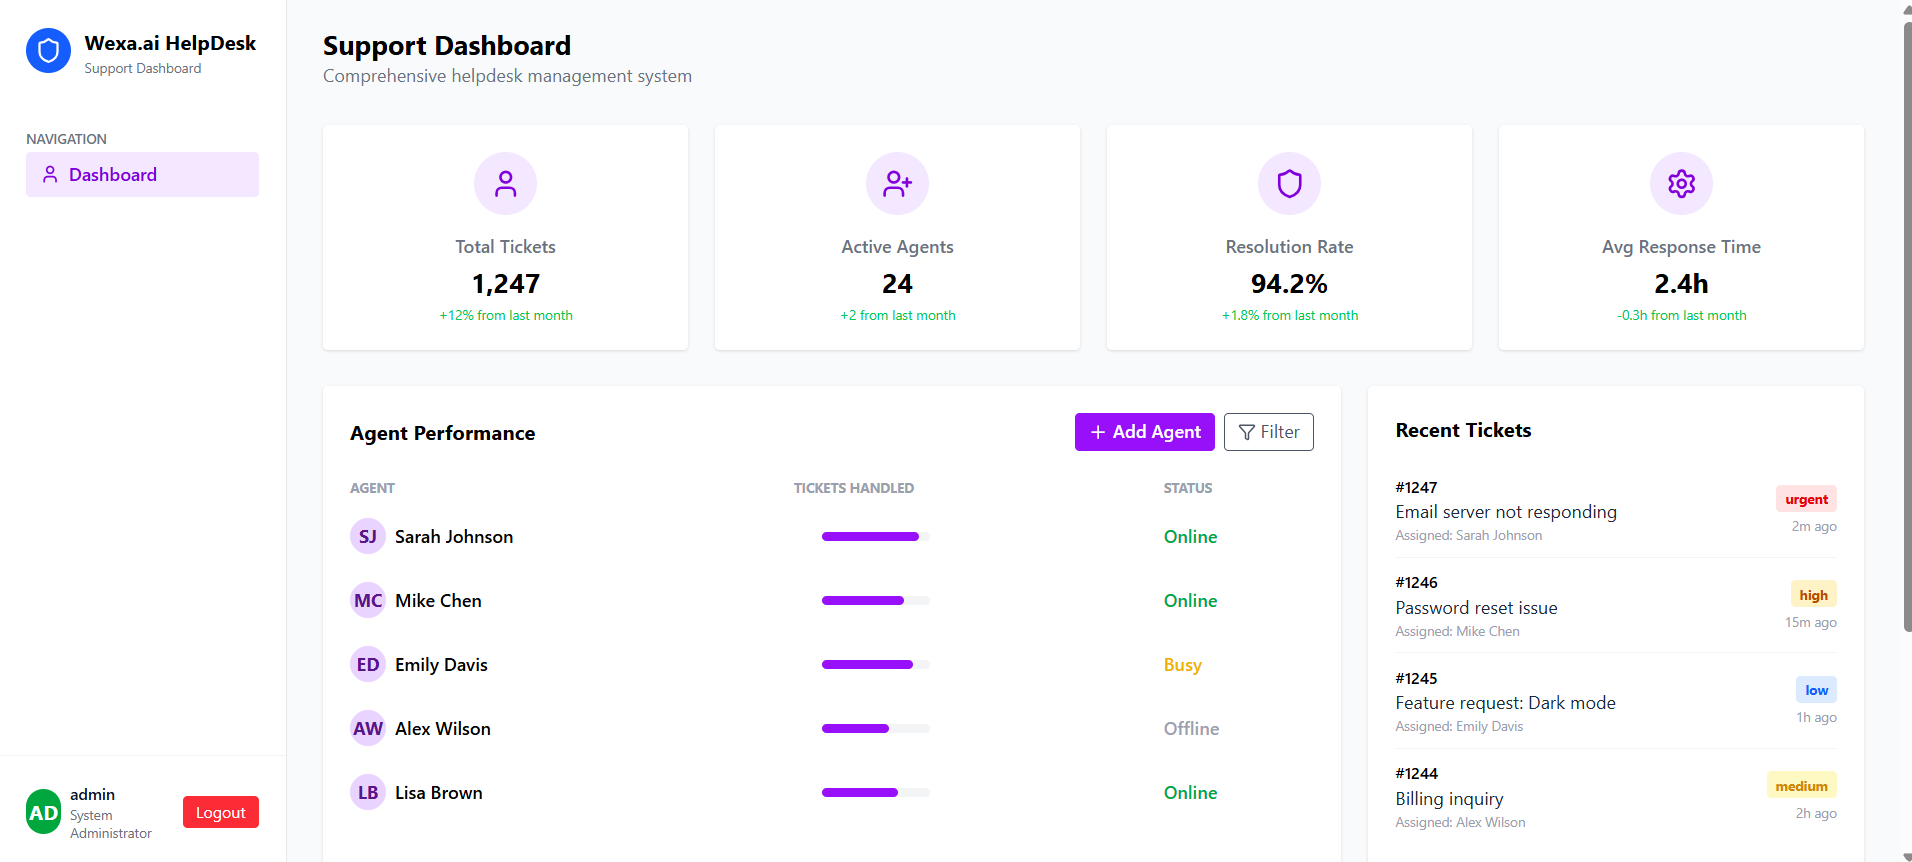 Wexa.ai HelpDesk
Support Dashboard
NAVIGATION
Dashboard
AD
admin
System
Administrator
Logout
Support Dashboard
Comprehensive helpdesk management system
Total Tickets
1,247
+12% from last month
Active Agents
24
+2 from last month
Resolution Rate
94.2%
+1.8% from last month
Avg Response Time
2.4h
-0.3h from last month
Agent Performance
+ Add Agent
Filter
AGENT TICKETS HANDLED STATUS
SJ Sarah Johnson Online
MC Mike Chen Online
ED Emily Davis Busy
AW Alex Wilson Offline
LB Lisa Brown Online
Recent Tickets
#1247
Email server not responding
Assigned: Sarah Johnson
urgent
2m ago
#1246
Password reset issue
Assigned: Mike Chen
high
15m ago
#1245
Feature request: Dark mode
Assigned: Emily Davis
low
1h ago
#1244
Billing inquiry
Assigned: Alex Wilson
medium
2h ago